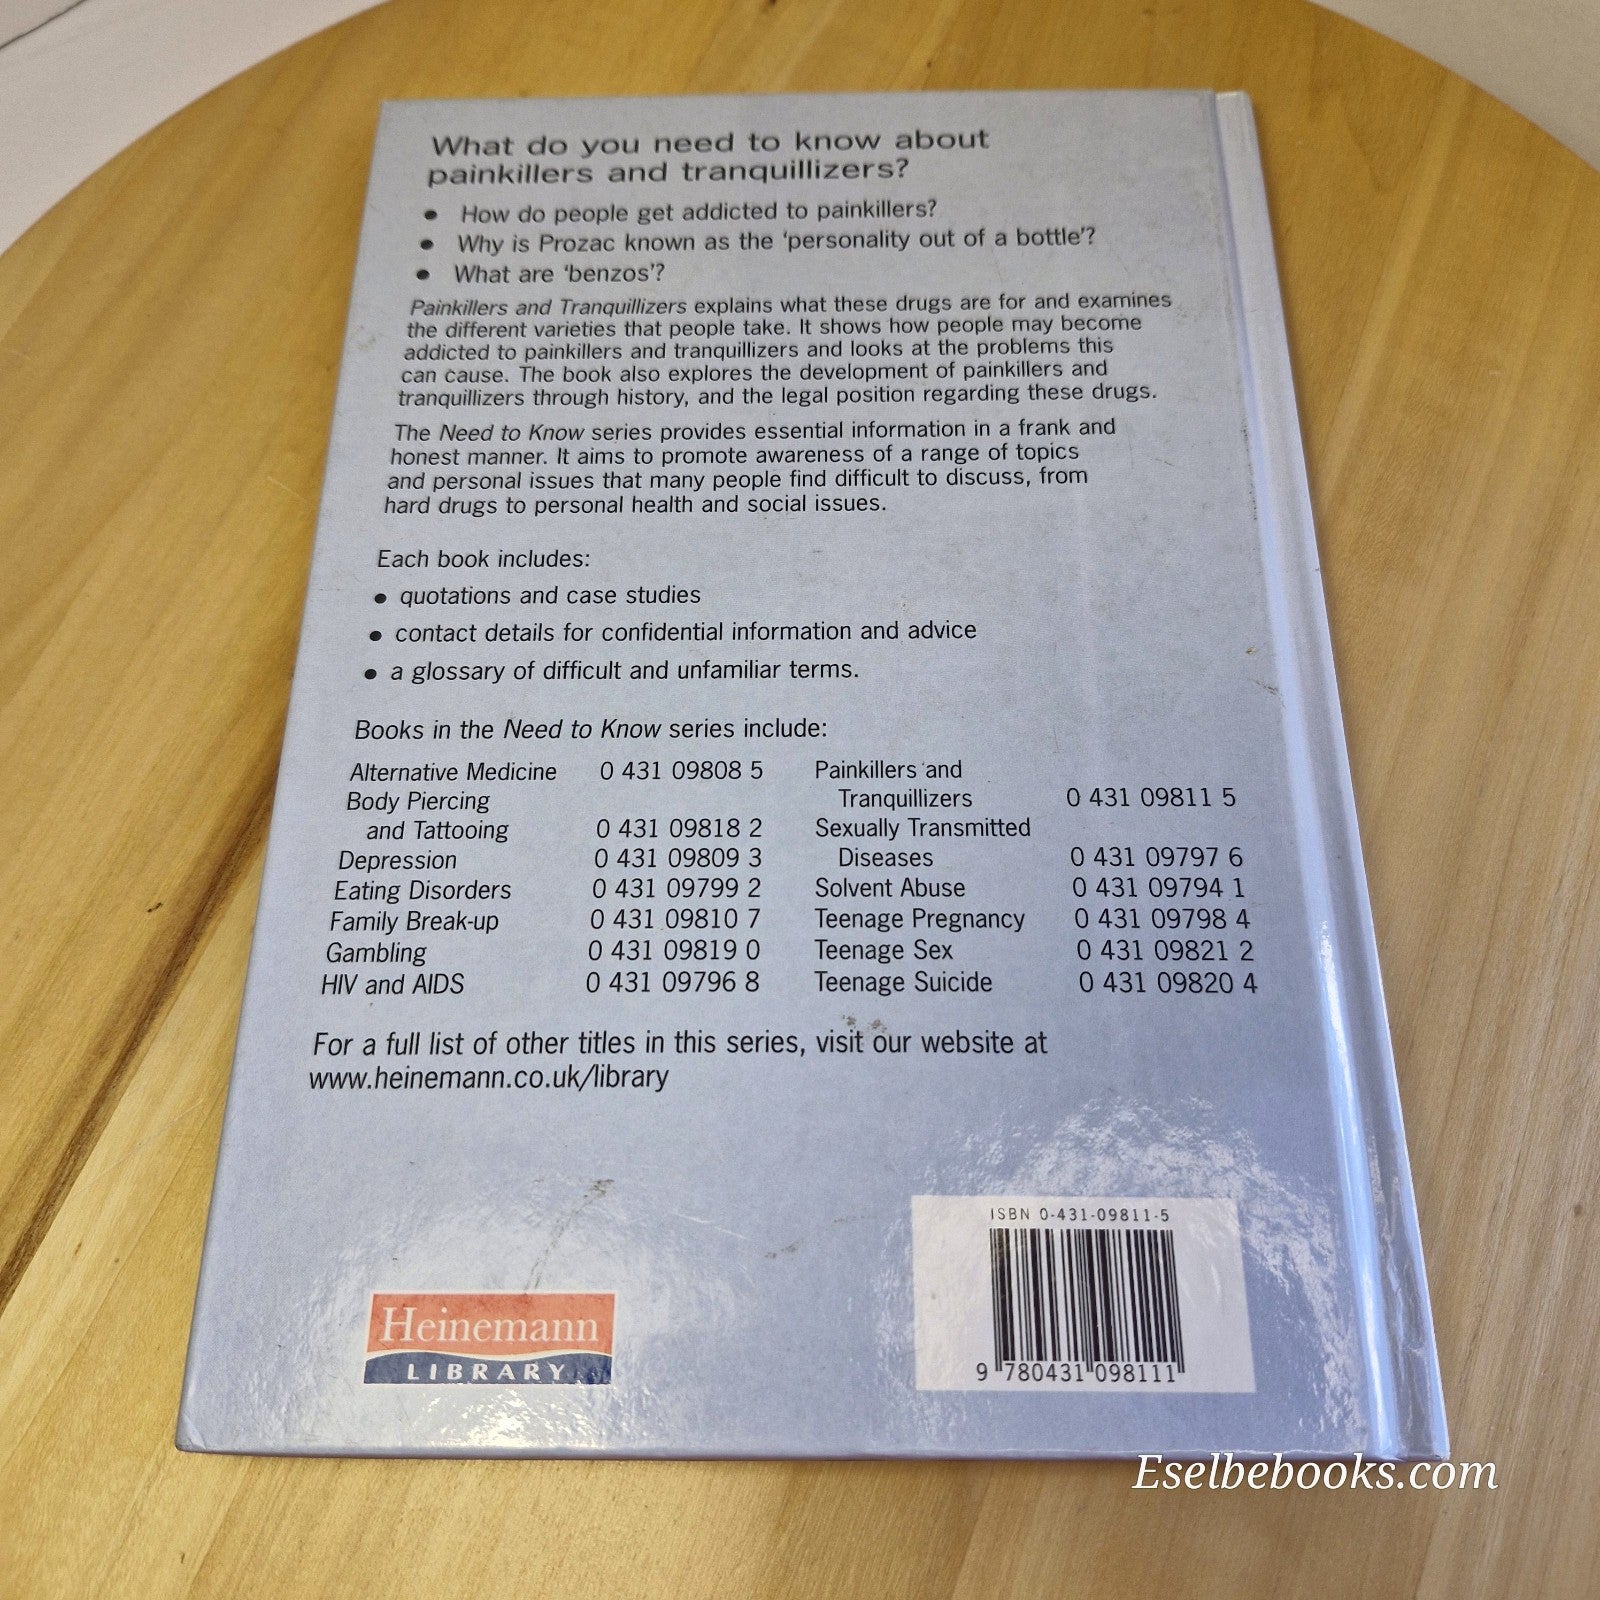 What do you need to know about
painkillers and tranquillizers?
• How do people get addicted to painkillers?
• Why is Prozac known as the ‘personality out of a bottle’?
• What are ‘benzos’?
Painkillers and Tranquillizers explains what these drugs are for and examines
the different varieties that people take. It shows how people may become
addicted to painkillers and tranquillizers and looks at the problems this
can cause. The book also explores the development of painkillers and
tranquillizers through history, and the legal position regarding these drugs.
The Need to Know series provides essential information in a frank and
honest manner. It aims to promote awareness of a range of topics
and personal issues that many people find difficult to discuss, from
hard drugs to personal health and social issues.
Each book includes:
• quotations and case studies
• contact details for confidential information and advice
• a glossary of difficult and unfamiliar terms.
Books in the Need to Know series include:
Alternative Medicine 0 431 09808 5
Body Piercing
and Tattooing 0 431 09818 2
Depression 0 431 09809 3
Eating Disorders 0 431 09799 2
Family Break-up 0 431 09810 7
Gambling 0 431 09819 0
HIV and AIDS 0 431 09796 8
Painkillers and
Tranquillizers 0 431 09811 5
Sexually Transmitted
Diseases 0 431 09797 6
Solvent Abuse 0 431 09794 1
Teenage Pregnancy 0 431 09798 4
Teenage Sex 0 431 09821 2
Teenage Suicide 0 431 09820 4
For a full list of other titles in this series, visit our website at
www.heinemann.co.uk/library
ISBN 0-431-09811-5
9 780431 098111
Heinemann
LIBRARY
Eselbebooks.com